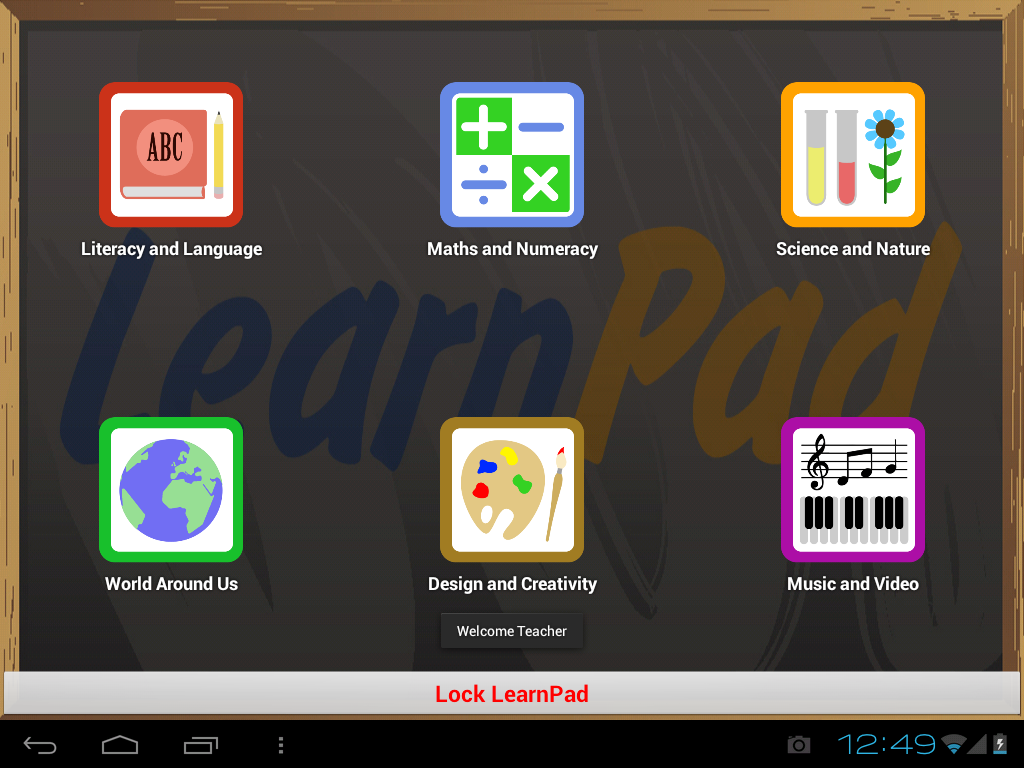 ABC
Literacy and Language
Maths and Numeracy
Science and Nature
LearnPad
World Around Us
Design and Creativity
Music and Video
Welcome Teacher
Lock LearnPad
12:49